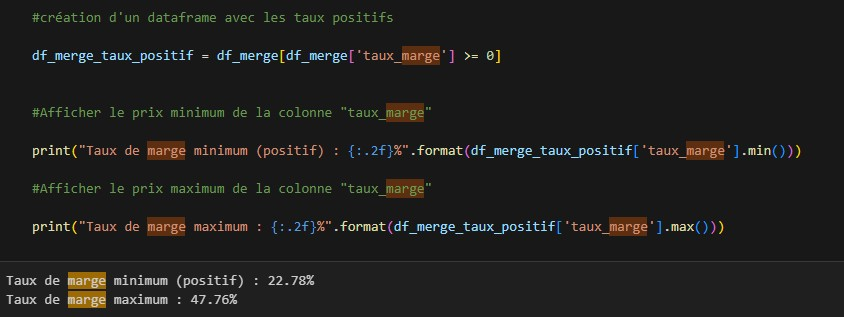 #création d'un dataframe avec les taux positifs
df_merge_taux_positif = df_merge[df_merge['taux_marge'] >= 0]
#Afficher le prix minimum de la colonne "taux_marge"
print("Taux de marge minimum (positif) : {:.2f}%".format(df_merge_taux_positif['taux_marge'].min()))
#Afficher le prix maximum de la colonne "taux_marge"
print("Taux de marge maximum : {:.2f}%".format(df_merge_taux_positif['taux_marge'].max()))
Taux de marge minimum (positif) : 22.78%
Taux de marge maximum : 47.76%